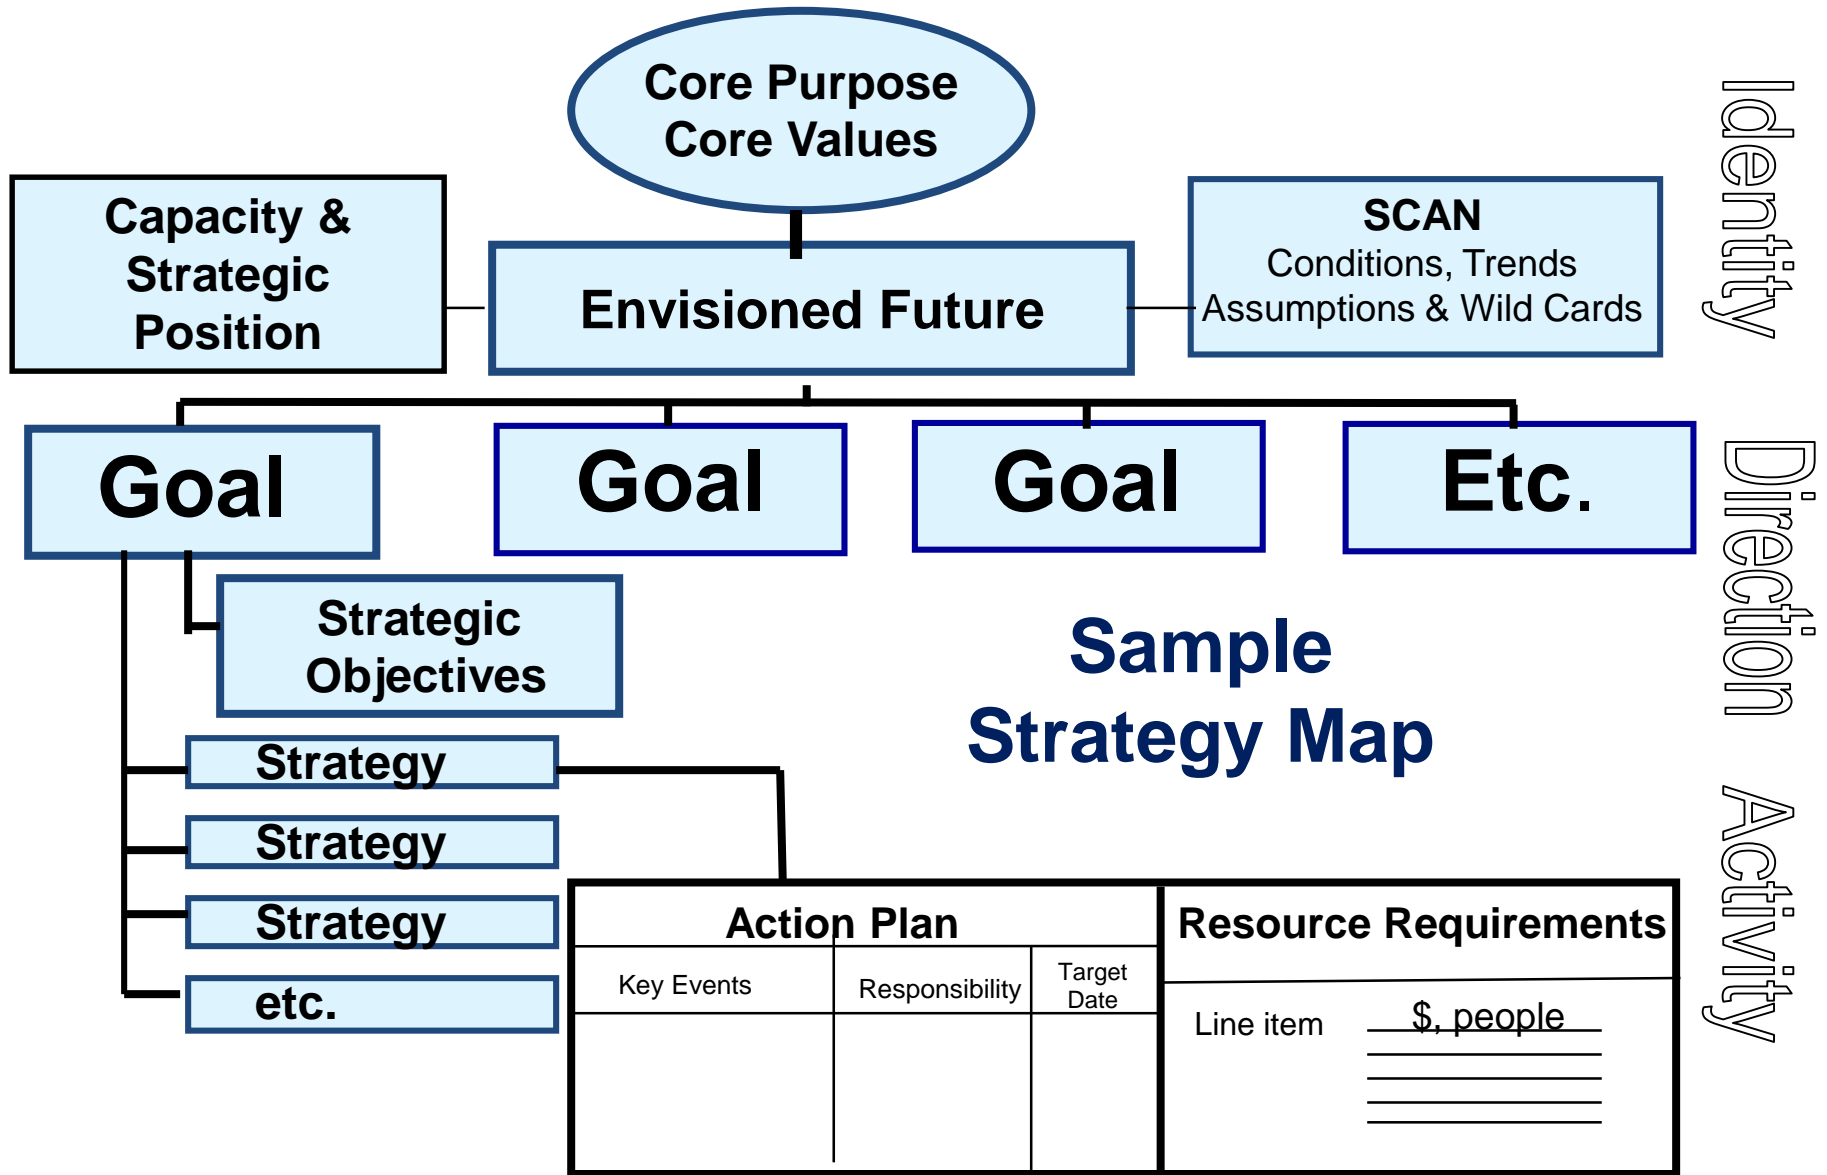 Core Purpose
Core Values
Capacity &
Strategic
Position
Envisioned Future
SCAN
Conditions, Trends
Assumptions & Wild Cards
Identity
Goal
Goal
Goal
Etc.
Direction
Strategic
Objectives
Sample
Strategy Map
Strategy
Strategy
Strategy
etc.
Activity
Action Plan
Key Events
Responsibility
Target
Date
Resource Requirements
Line item
$, people